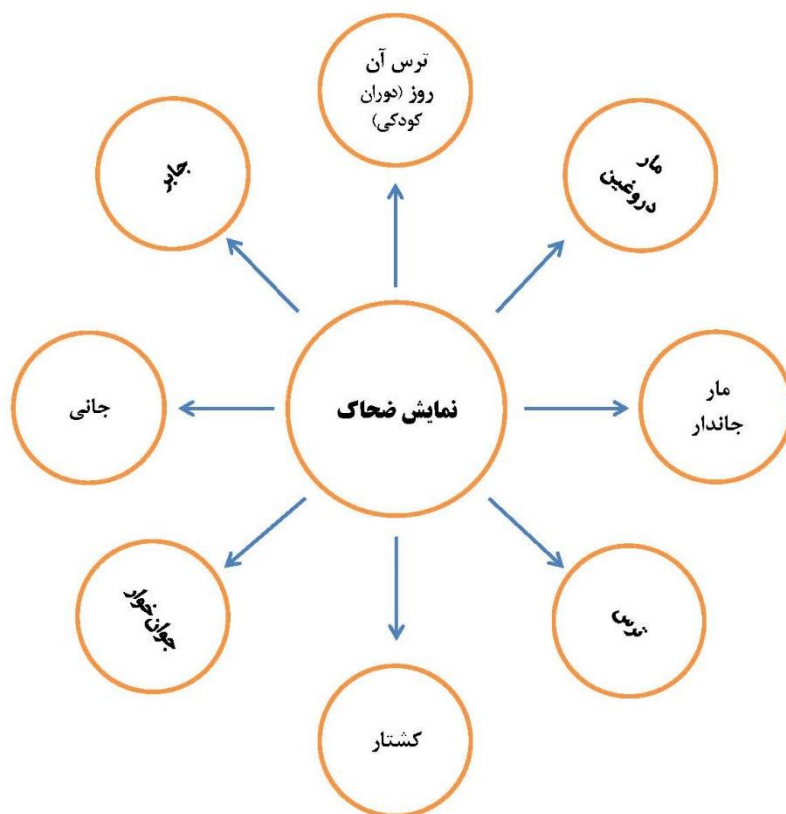 ترس آن
روز (دوران
کودکی)
مار
دروغین
جابر
مار
جاندار
نمایش ضحاک
جانی
ترس
جوان خوار
کشتار